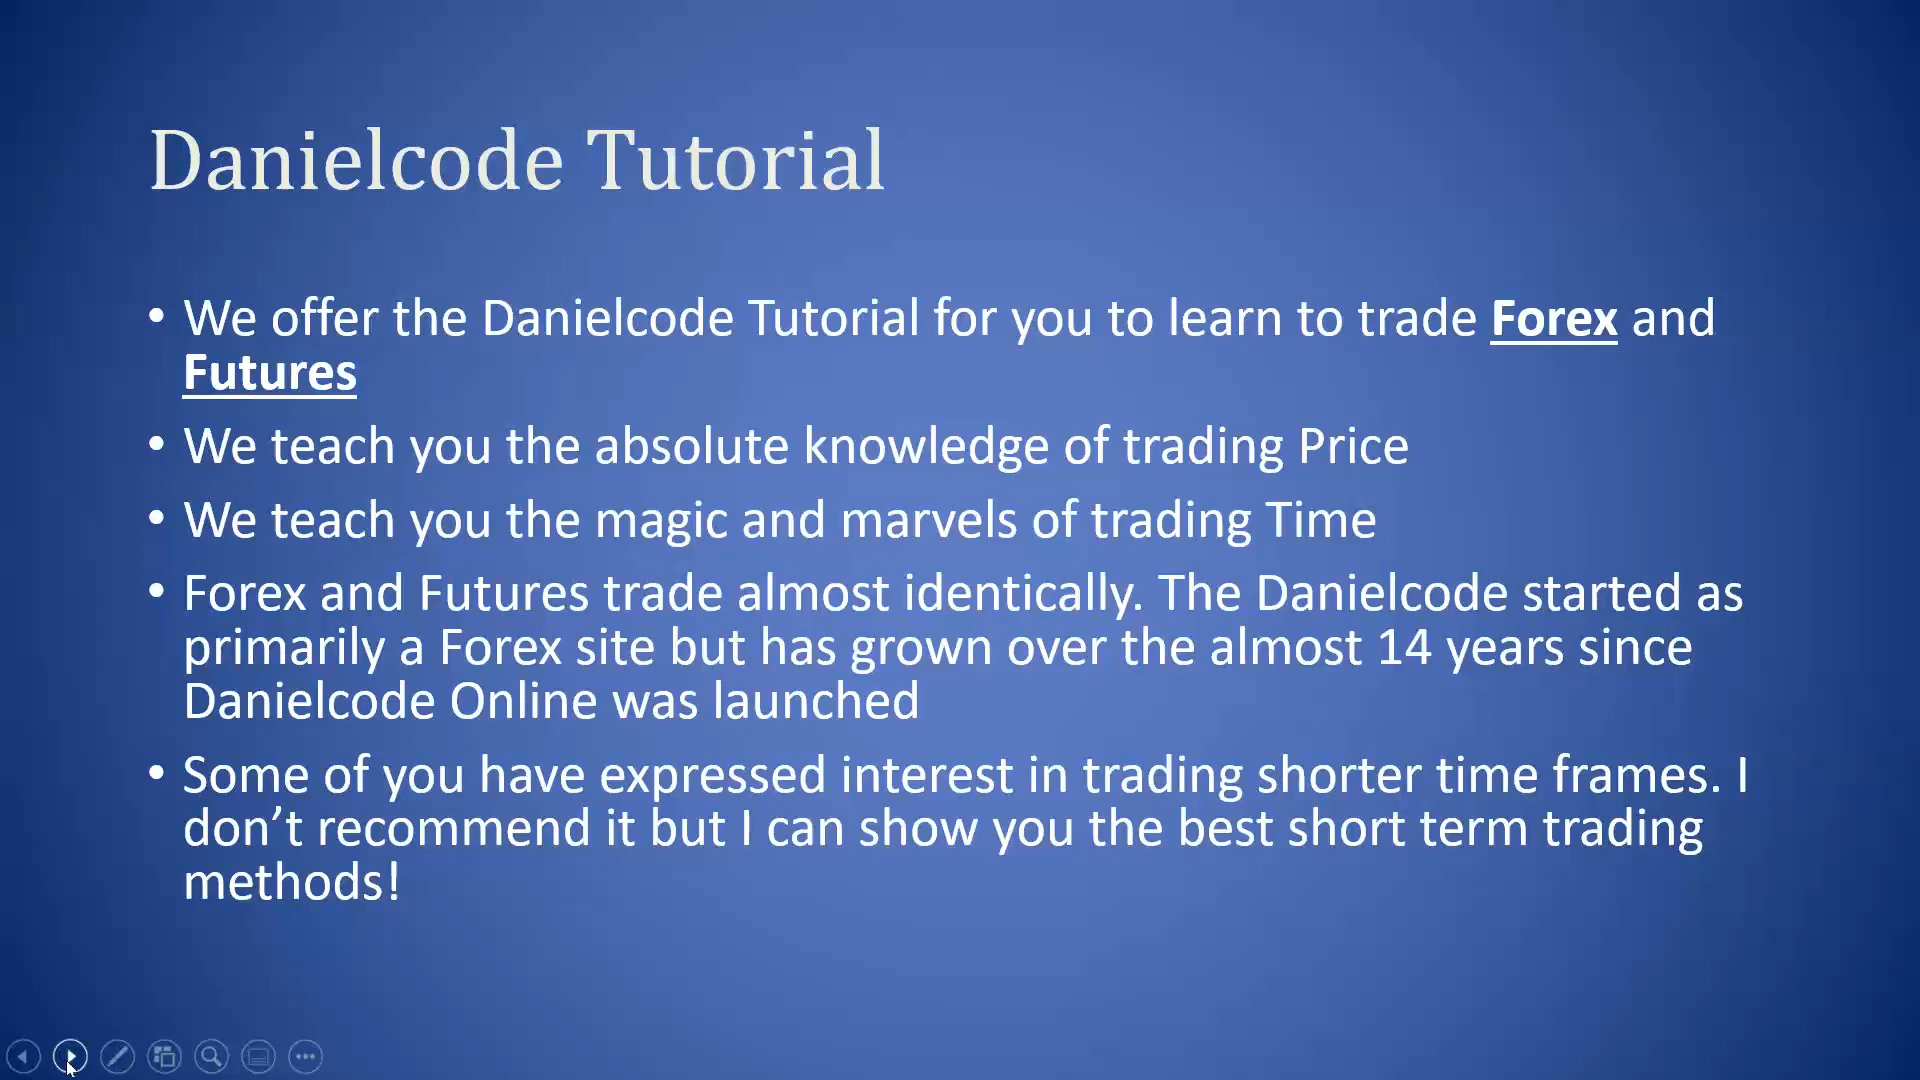 Danielcode Tutorial
• We offer the Danielcode Tutorial for you to learn to trade Forex and
Futures
• We teach you the absolute knowledge of trading Price
• We teach you the magic and marvels of trading Time
• Forex and Futures trade almost identically. The Danielcode started as
primarily a Forex site but has grown over the almost 14 years since
Danielcode Online was launched
• Some of you have expressed interest in trading shorter time frames. I
don’t recommend it but I can show you the best short term trading
methods!